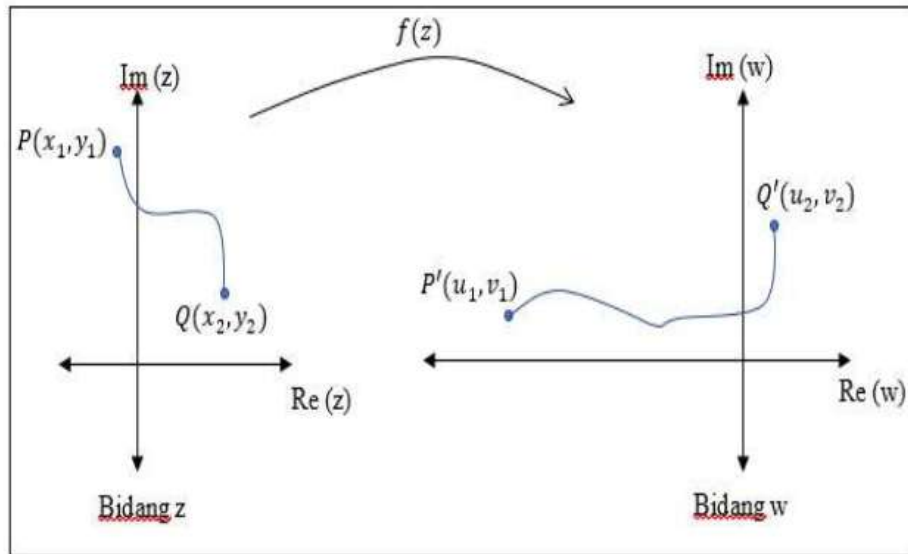 f(z)
Im (z)
Im (w)
P(x₁,y₁)
Q(x₂,y₂)
Q′(u₂,v₂)
P′(u₁,v₁)
Re (z)
Re (w)
Bidang z
Bidang w